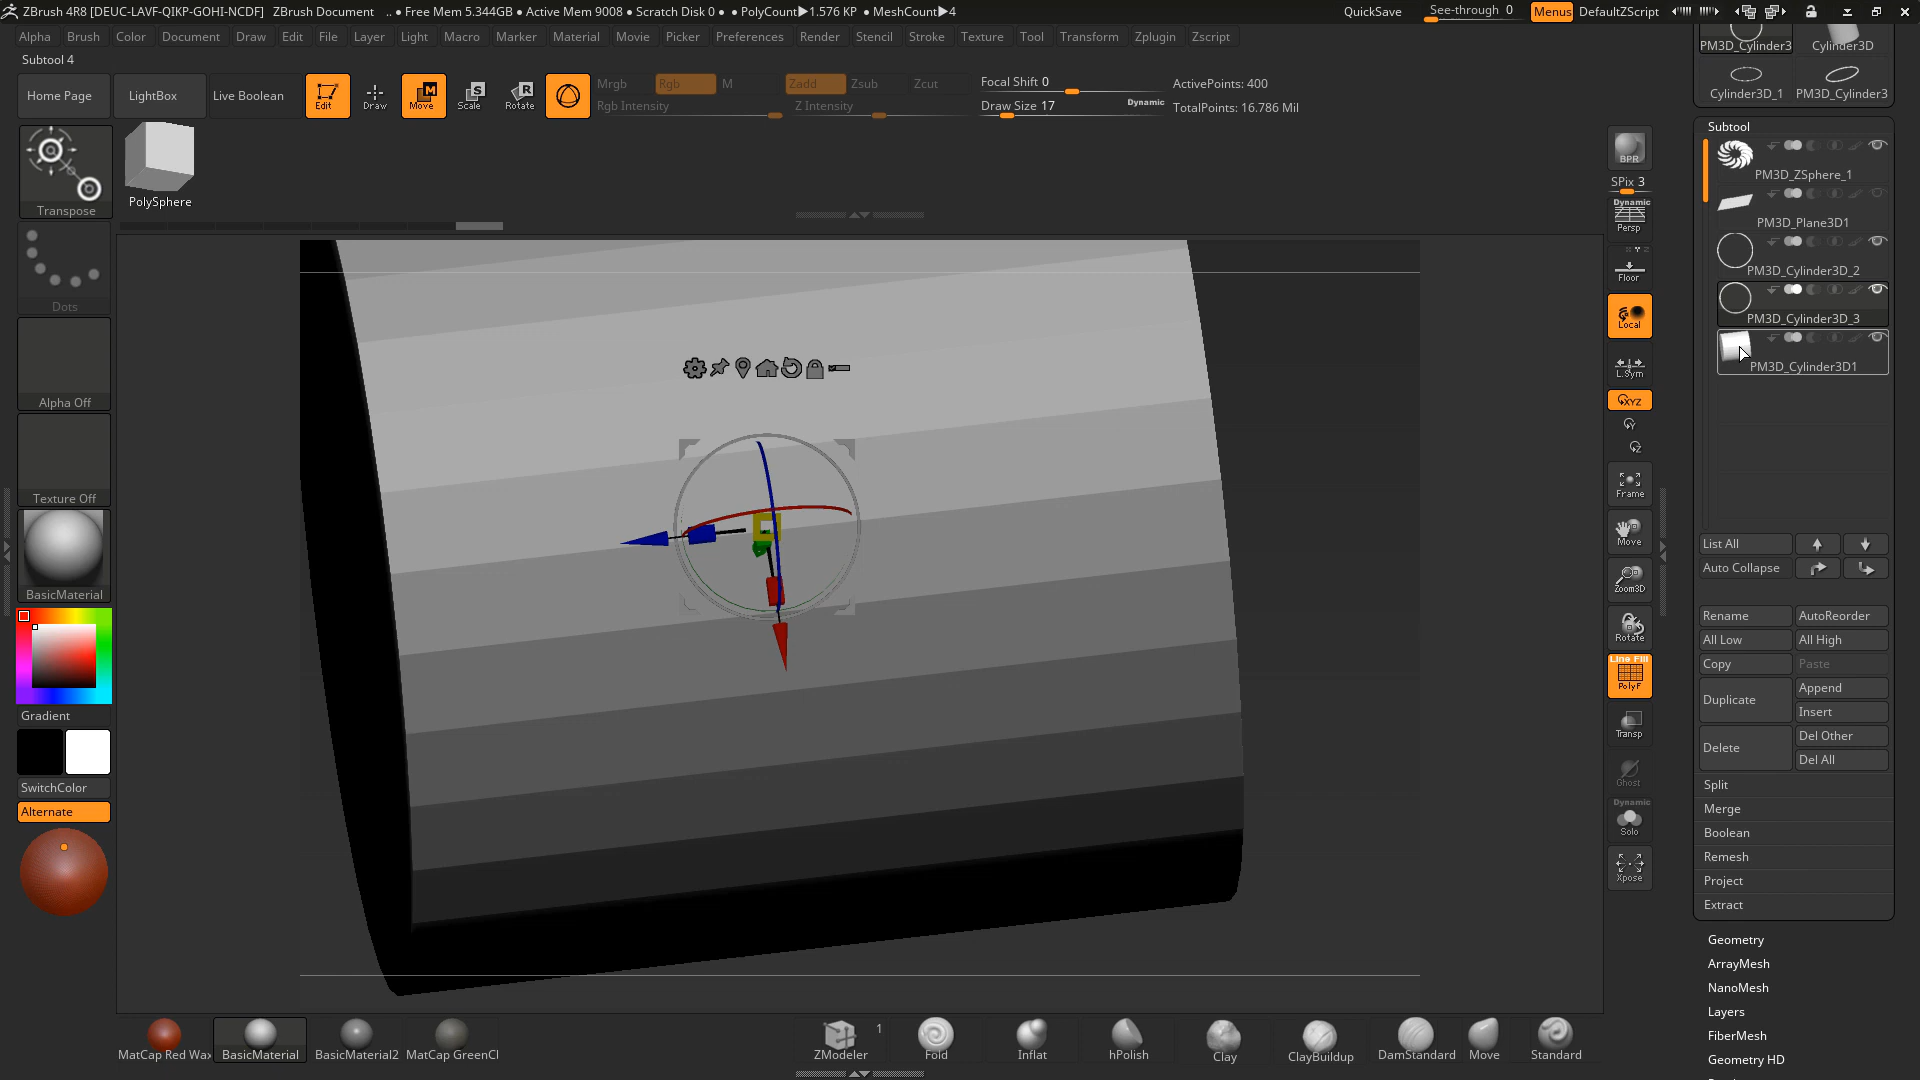 ZBrush 4R8 [DEUC-LAVF-QIKP-GOHI-NCDF] ZBrush Document .. • Free Mem 5.344GB • Active Mem 9008 • Scratch Disk 0 • • PolyCount▶1.576 KP • MeshCount▶4 QuickSave See-through 0 Menus DefaultZScript
Alpha Brush Color Document Draw Edit File Layer Light Macro Marker Material Movie Picker Preferences Render Stencil Stroke Texture Tool Transform Zplugin Zscript
Subtool 4
Home Page LightBox Live Boolean Edit Draw Move Scale Rotate
Mrgb Rgb M Zadd Zsub Zcut Focal Shift 0 ActivePoints: 400
Rgb Intensity Z Intensity Draw Size 17 Dynamic TotalPoints: 16.786 Mil
Transpose
PolySphere
Dots
Alpha Off
Texture Off
BasicMaterial
Gradient
SwitchColor
Alternate
BPR
SPix 3
Dynamic
Persp
Floor
Local
L.Sym
XYZ
Y
Z
Frame
Move
Zoom3D
Rotate
Line Fill
PolyF
Transp
Ghost
Dynamic
Solo
Xpose
PM3D_Cylinder3 Cylinder3D
Cylinder3D_1 PM3D_Cylinder3
Subtool
PM3D_ZSphere_1
PM3D_Plane3D1
PM3D_Cylinder3D_2
PM3D_Cylinder3D_3
PM3D_Cylinder3D1
List All
Auto Collapse
Rename AutoReorder
All Low All High
Copy Paste
Duplicate Append
Insert
Delete Del Other
Del All
Split
Merge
Boolean
Remesh
Project
Extract
Geometry
ArrayMesh
NanoMesh
Layers
FiberMesh
Geometry HD
MatCap Red Wax BasicMaterial BasicMaterial2 MatCap GreenCl
1
ZModeler Fold Inflat hPolish Clay ClayBuildup DamStandard Move Standard